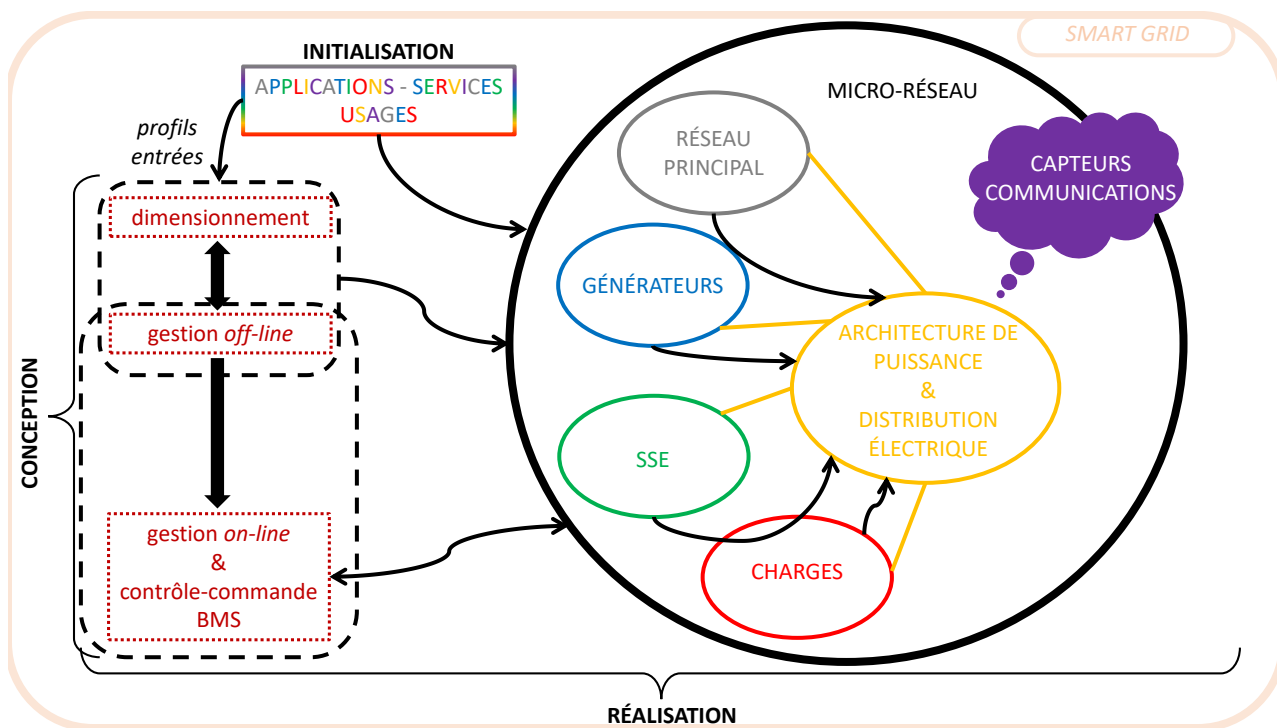 SMART GRID
INITIALISATION
APPLICATIONS - SERVICES
USAGES
profils
entrées
dimensionnement
gestion off-line
gestion on-line
&
contrôle-commande
BMS
CONCEPTION
MICRO-RÉSEAU
RÉSEAU
PRINCIPAL
CAPTEURS
COMMUNICATIONS
GÉNÉRATEURS
ARCHITECTURE DE
PUISSANCE
&
DISTRIBUTION
ÉLECTRIQUE
SSE
CHARGES
RÉALISATION